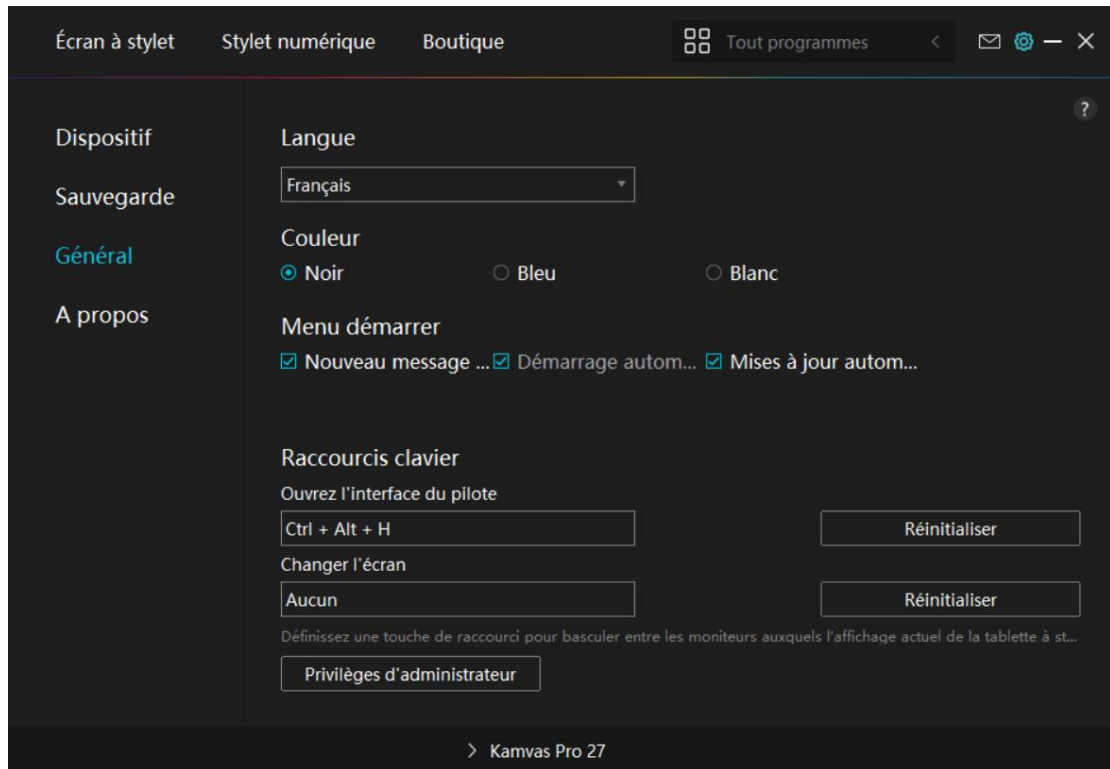 Écran à stylet Stylet numérique Boutique Tout programmes
?
Dispositif
Sauvegarde
Général
A propos
Langue
Français
Couleur
Noir Bleu Blanc
Menu démarrer
Nouveau message ... Démarrage autom... Mises à jour autom...
Raccourcis clavier
Ouvrez l'interface du pilote
Ctrl + Alt + H Réinitialiser
Changer l'écran
Aucun Réinitialiser
Définissez une touche de raccourci pour basculer entre les moniteurs auxquels l'affichage actuel de la tablette à st...
Privilèges d'administrateur
Kamvas Pro 27